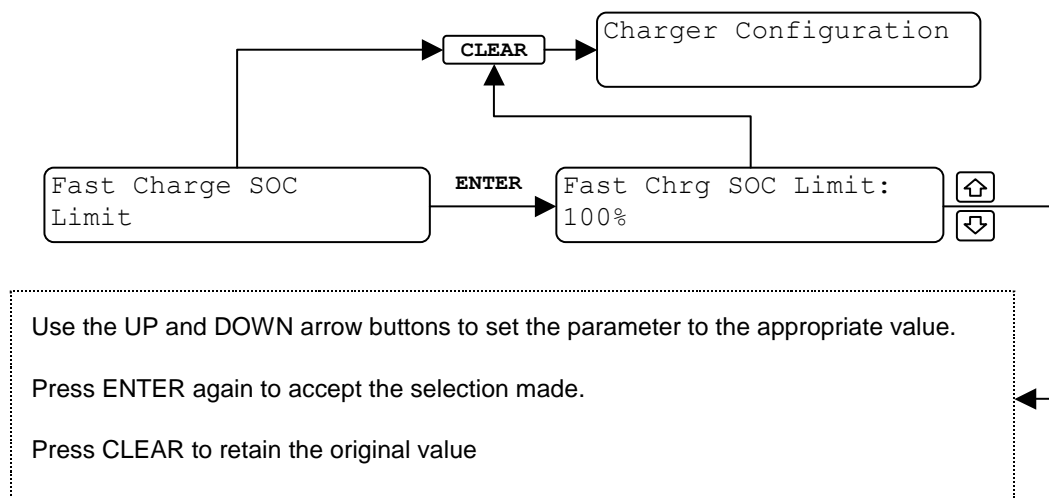 Charger Configuration
CLEAR
Fast Charge SOC
Limit
ENTER
Fast Chrg SOC Limit:
100%
Use the UP and DOWN arrow buttons to set the parameter to the appropriate value.
Press ENTER again to accept the selection made.
Press CLEAR to retain the original value